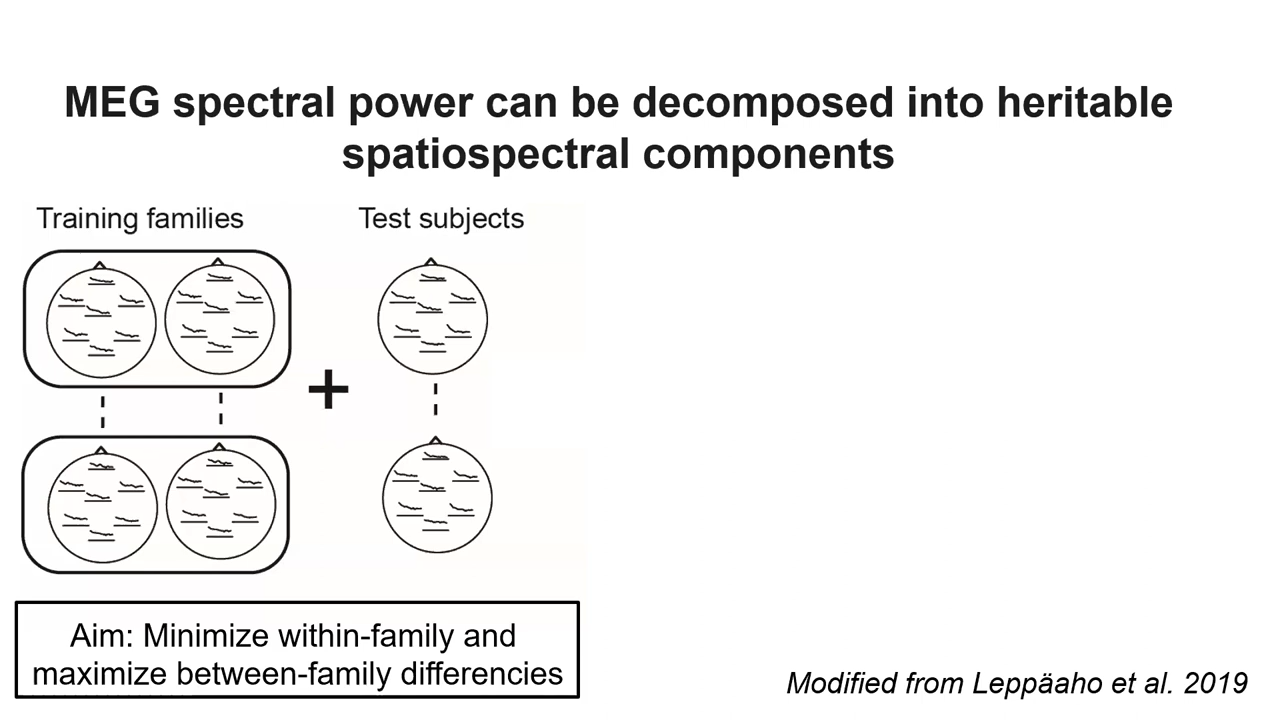 MEG spectral power can be decomposed into heritable
spatiospectral components
Training families
Test subjects
+
Aim: Minimize within-family and
maximize between-family differencies
Modified from Leppäaho et al. 2019